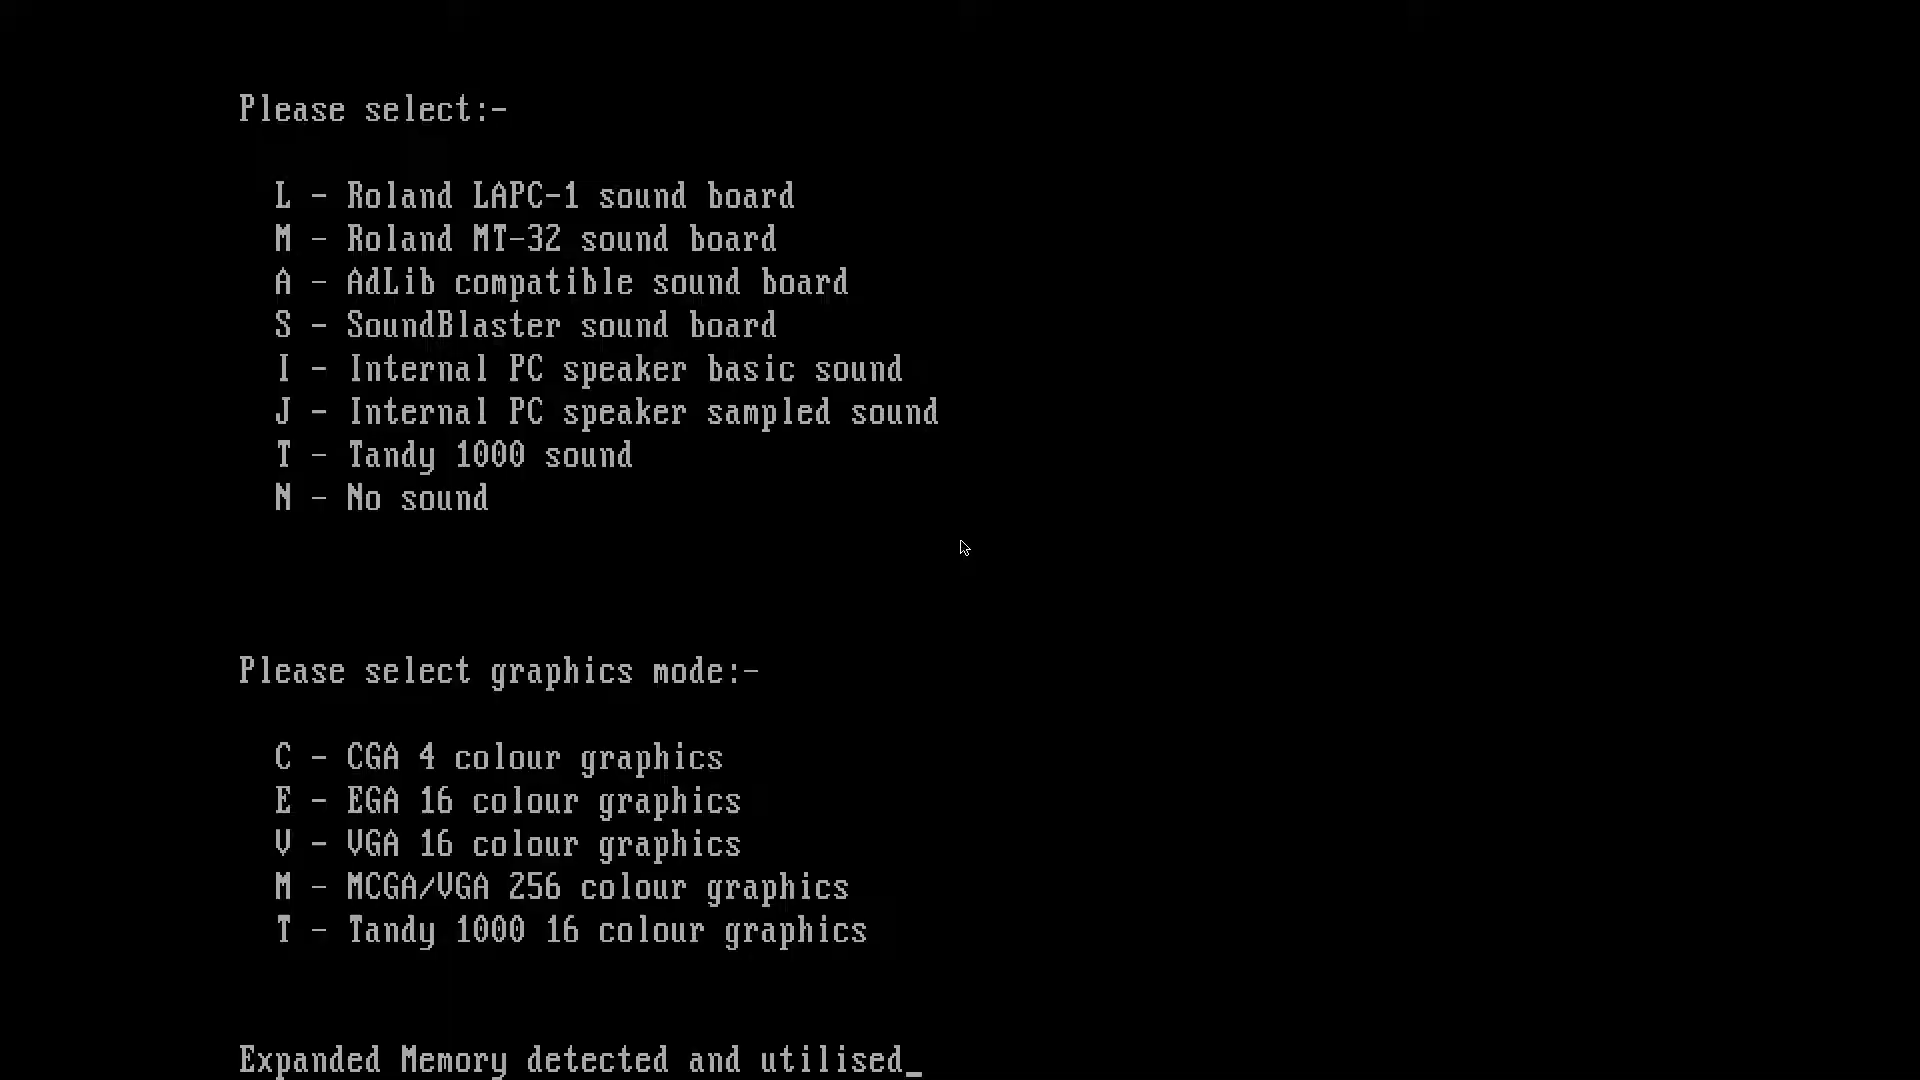 Please select:-
L - Roland LAPC-1 sound board
M - Roland MT-32 sound board
A - AdLib compatible sound board
S - SoundBlaster sound board
I - Internal PC speaker basic sound
J - Internal PC speaker sampled sound
T - Tandy 1000 sound
N - No sound
Please select graphics mode:-
C - CGA 4 colour graphics
E - EGA 16 colour graphics
V - VGA 16 colour graphics
M - MCGA/VGA 256 colour graphics
T - Tandy 1000 16 colour graphics
Expanded Memory detected and utilised_